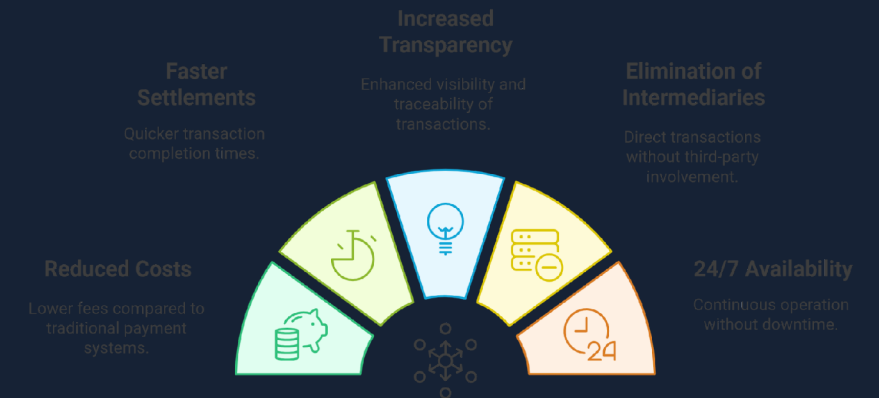 Increased
Transparency
Enhanced visibility and
traceability of
transactions.
Faster
Settlements
Quicker transaction
completion times.
Elimination of
Intermediaries
Direct transactions
without third-party
involvement.
Reduced Costs
Lower fees compared to
traditional payment
systems.
24/7 Availability
Continuous operation
without downtime.
24